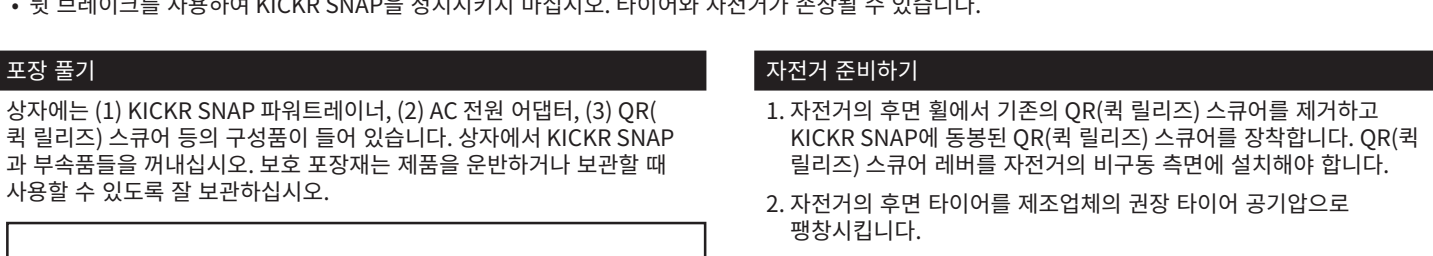 • 뒷 브레이크를 사용하여 KICKR SNAP을 정지시키지 마십시오. 타이어와 자전거가 손상될 수 있습니다.
포장 풀기
상자에는 (1) KICKR SNAP 파워트레이너, (2) AC 전원 어댑터, (3) QR(
퀵 릴리즈) 스큐어 등의 구성품이 들어 있습니다. 상자에서 KICKR SNAP
과 부속품들을 꺼내십시오. 보호 포장재는 제품을 운반하거나 보관할 때
사용할 수 있도록 잘 보관하십시오.
자전거 준비하기
1. 자전거의 후면 휠에서 기존의 QR(퀵 릴리즈) 스큐어를 제거하고
KICKR SNAP에 동봉된 QR(퀵 릴리즈) 스큐어를 장착합니다. QR(퀵
릴리즈) 스큐어 레버를 자전거의 비구동 측면에 설치해야 합니다.
2. 자전거의 후면 타이어를 제조업체의 권장 타이어 공기압으로
팽창시킵니다.